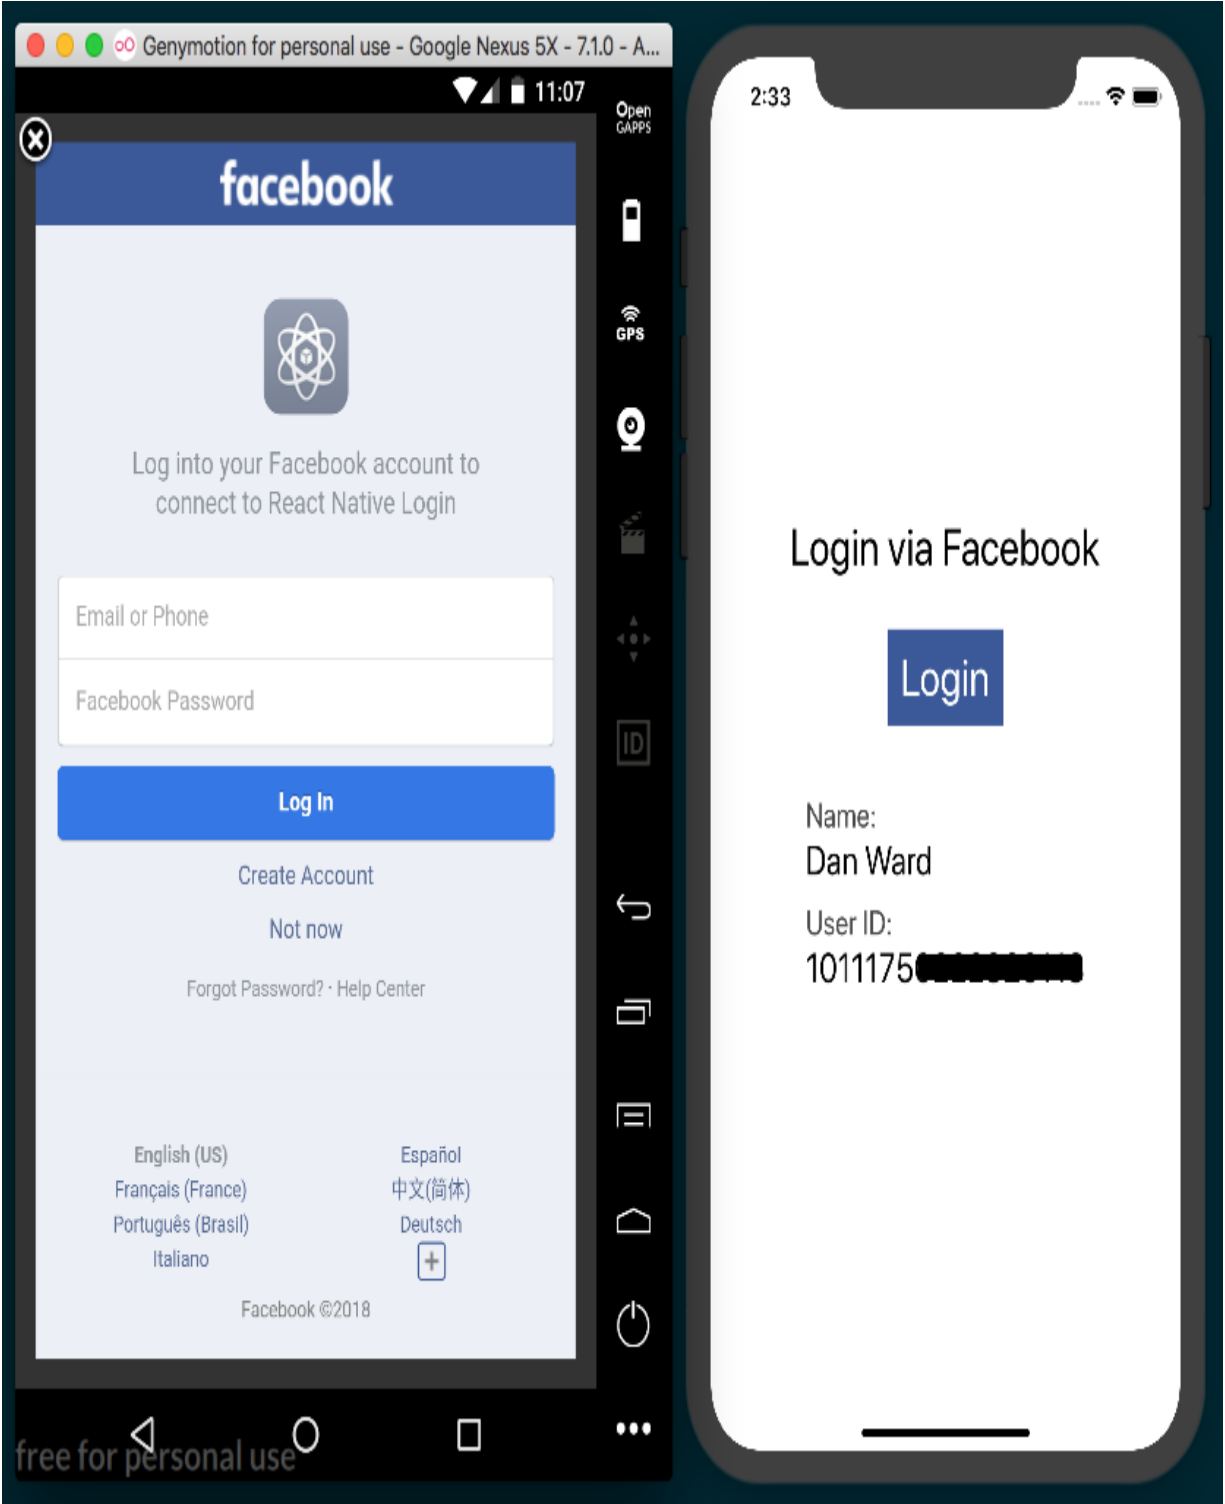 Genymotion for personal use - Google Nexus 5X - 7.1.0 - A...
11:07
Open
GAPPS
facebook
GPS
Log into your Facebook account to
connect to React Native Login
Email or Phone
Facebook Password
ID
Log In
Create Account
Not now
Forgot Password? · Help Center
English (US)
Español
Français (France)
中文(简体)
Português (Brasil)
Deutsch
Italiano
Facebook ©2018
free for personal use
2:33
Login via Facebook
Login
Name:
Dan Ward
User ID:
1011175